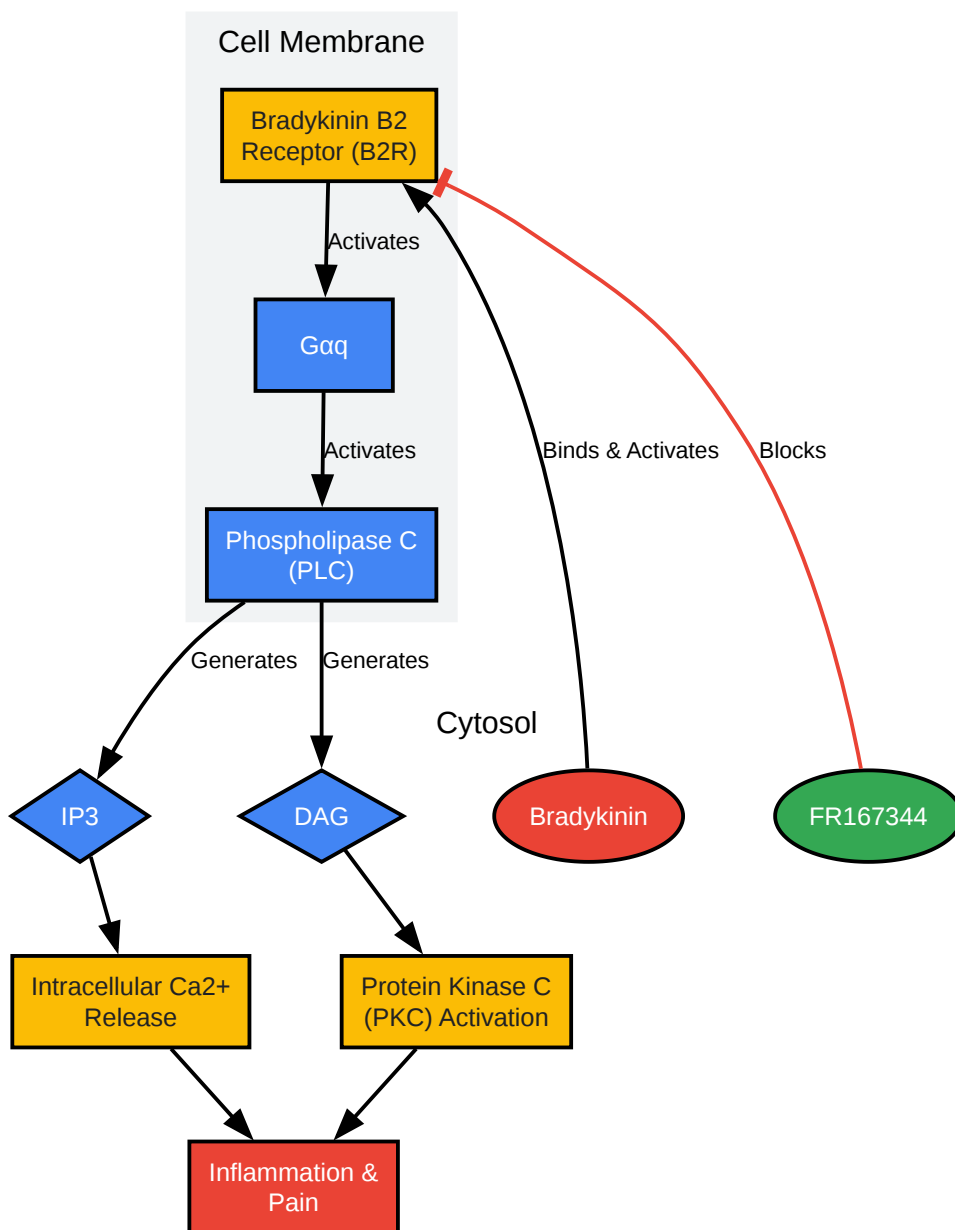 Cell Membrane
Bradykinin B2
Receptor (B2R)
Activates
Gαq
Activates
Binds & Activates
Blocks
Phospholipase C
(PLC)
Generates
Generates
Cytosol
IP3
DAG
Bradykinin
FR167344
Intracellular Ca2+
Release
Protein Kinase C
(PKC) Activation
Inflammation &
Pain